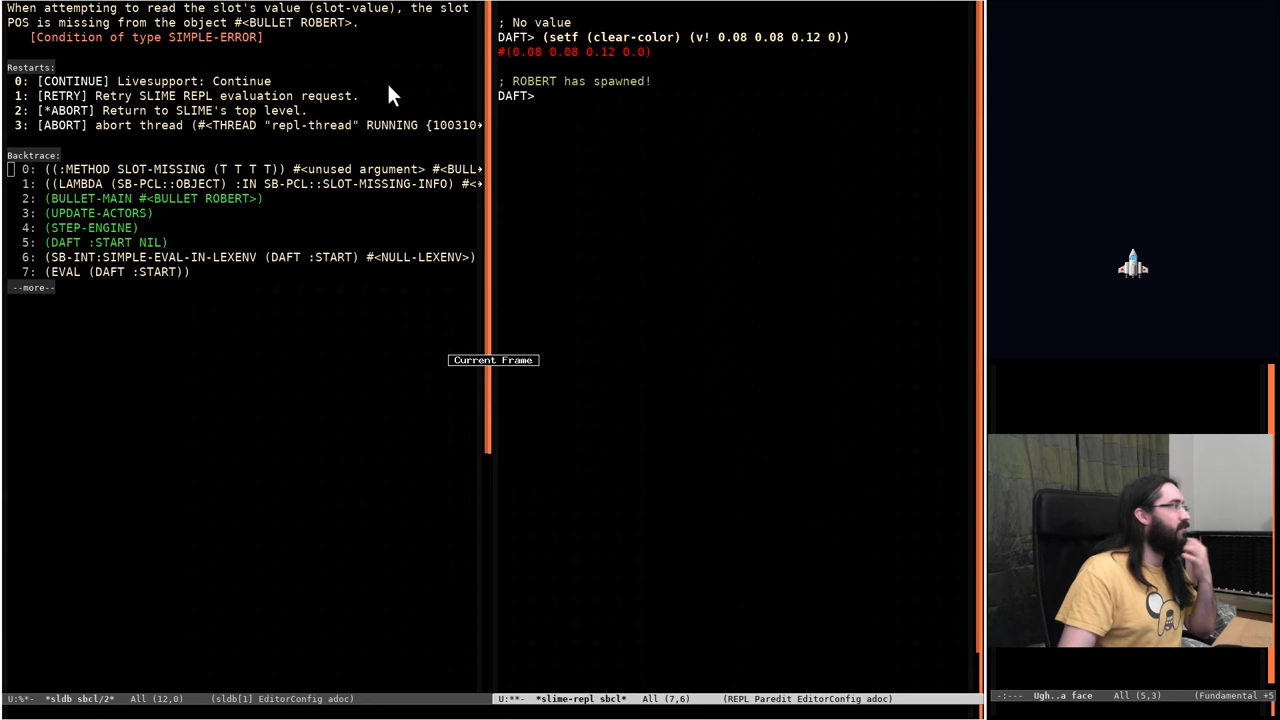 When attempting to read the slot's value (slot-value), the slot
POS is missing from the object #<BULLET ROBERT>.
[Condition of type SIMPLE-ERROR]
Restarts:
0: [CONTINUE] Livesupport: Continue
1: [RETRY] Retry SLIME REPL evaluation request.
2: [*ABORT] Return to SLIME's top level.
3: [ABORT] abort thread (#<THREAD "repl-thread" RUNNING {100310
Backtrace:
0: ((:METHOD SLOT-MISSING (T T T T)) #<unused argument> #<BULL
1: ((LAMBDA (SB-PCL::OBJECT) :IN SB-PCL::SLOT-MISSING-INFO) #<
2: (BULLET-MAIN #<BULLET ROBERT>)
3: (UPDATE-ACTORS)
4: (STEP-ENGINE)
5: (DAFT :START NIL)
6: (SB-INT:SIMPLE-EVAL-IN-LEXENV (DAFT :START) #<NULL-LEXENV>)
7: (EVAL (DAFT :START))
--more--
; No value
DAFT> (setf (clear-color) (v! 0.08 0.08 0.12 0))
#(0.08 0.08 0.12 0.0)
; ROBERT has spawned!
DAFT>
Current Frame
U:%*- *sldb sbcl/2* All (12,0) (sldb[1] EditorConfig adoc)
U:**- *slime-repl sbcl* All (7,6) (REPL Paredit EditorConfig adoc)
-:--- Ugh..a face All (5,3) (Fundamental +5